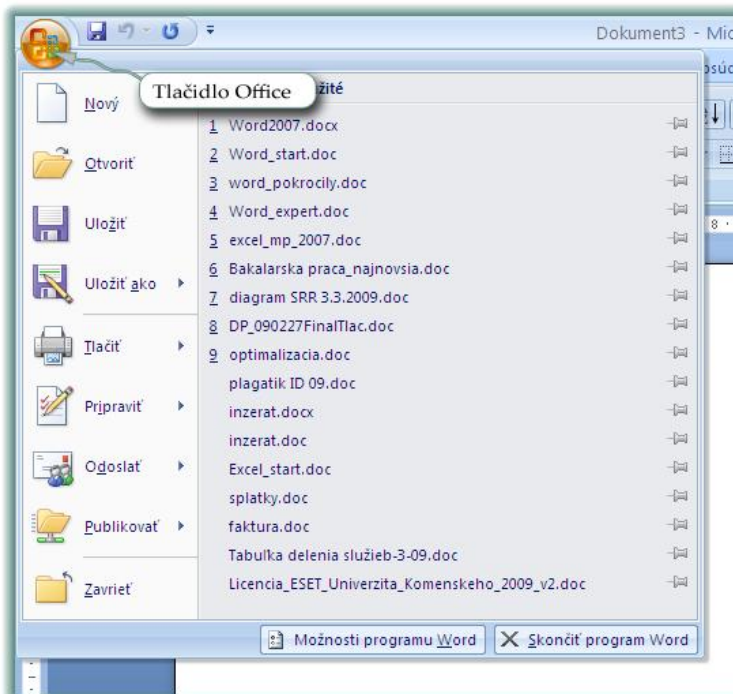 Dokument3 - Mic
Tlačidlo Office
žité
Nový
Otvoriť
Uložiť
Uložiť ako
Tlačiť
Pripraviť
Odoslať
Publikovať
Zavrieť
1 Word2007.docx
2 Word_start.doc
3 word_pokrocily.doc
4 Word_expert.doc
5 excel_mp_2007.doc
6 Bakalarska praca_najnovsia.doc
7 diagram SRR 3.3.2009.doc
8 DP_090227FinalTlac.doc
9 optimalizacia.doc
plagatik ID 09.doc
inzerat.docx
inzerat.doc
Excel_start.doc
splatky.doc
faktura.doc
Tabuľka delenia služieb-3-09.doc
Licencia_ESET_Univerzita_Komenskeho_2009_v2.doc
8
Možnosti programu Word
Skončiť program Word